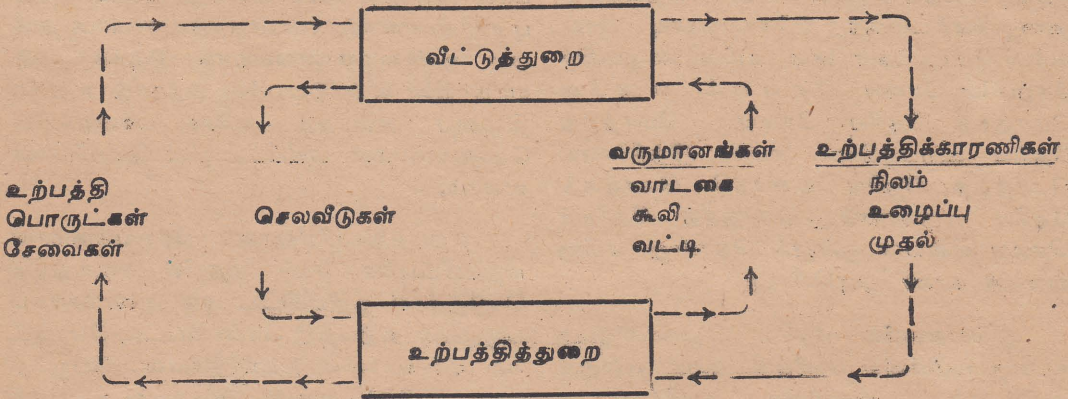 வீட்டுத்துறை
வருமானங்கள்
வாடகை
கூலி
வட்டி
உற்பத்திக்காரணிகள்
நிலம்
உழைப்பு
முதல்
உற்பத்தி
பொருட்கள்
சேவைகள்
செலவீடுகள்
உற்பத்தித்துறை